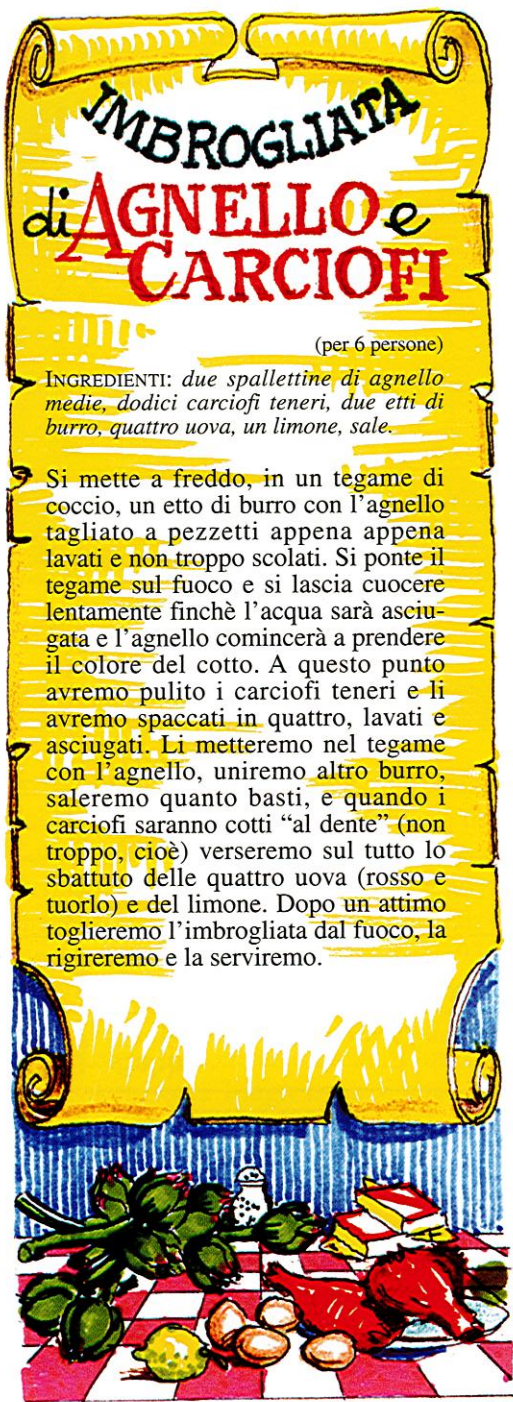 IMBROGLIATA
di AGNELLO e
CARCIOFI
(per 6 persone)
INGREDIENTI: due spallettine di agnello
medie, dodici carciofi teneri, due etti di
burro, quattro uova, un limone, sale.
Si mette a freddo, in un tegame di
coccio, un etto di burro con l'agnello
tagliato a pezzetti appena appena
lavati e non troppo scolati. Si ponte il
tegame sul fuoco e si lascia cuocere
lentamente finchè l'acqua sarà asciu-
gata e l'agnello comincerà a prendere
il colore del cotto. A questo punto
avremo pulito i carciofi teneri e li
avremo spaccati in quattro, lavati e
asciugati. Li metteremo nel tegame
con l'agnello, uniremo altro burro,
saleremo quanto basti, e quando i
carciofi saranno cotti “al dente” (non
troppo, cioè) verseremo sul tutto lo
sbattuto delle quattro uova (rosso e
tuorlo) e del limone. Dopo un attimo
toglieremo l'imbrogliata dal fuoco, la
rigireremo e la serviremo.